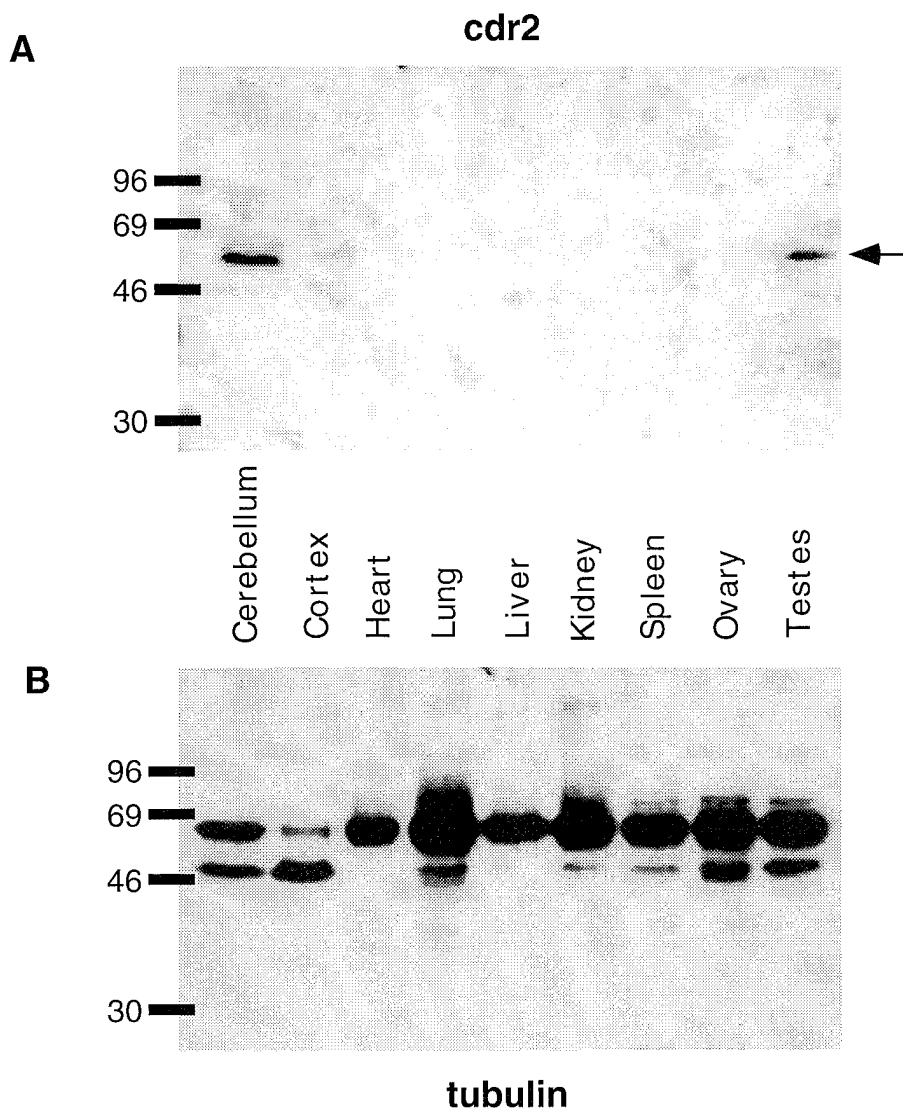 cdr2
A
96
69
46
30
Cerebellum
Cortex
Heart
Lung
Liver
Kidney
Spleen
Ovary
Testes
B
96
69
46
30
tubulin